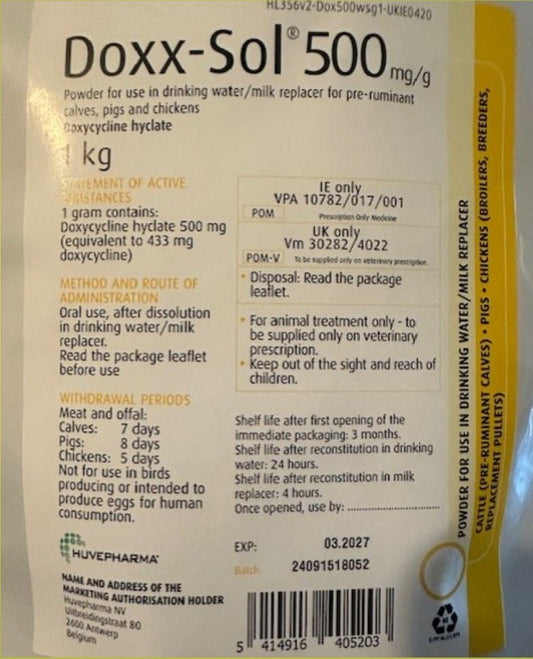 HL356v2-Dox500wsg1-UKIE0420
Doxx-Sol® 500 mg/g
Powder for use in drinking water/milk replacer for pre-ruminant
calves, pigs and chickens
Doxycycline hyclate
1 kg
STATEMENT OF ACTIVE
SUBSTANCES
1 gram contains:
Doxycycline hyclate 500 mg
(equivalent to 433 mg
doxycycline)
METHOD AND ROUTE OF
ADMINISTRATION
Oral use, after dissolution
in drinking water/milk
replacer.
Read the package leaflet
before use
WITHDRAWAL PERIODS
Meat and offal:
Calves: 7 days
Pigs: 8 days
Chickens: 5 days
Not for use in birds
producing or intended to
produce eggs for human
consumption.
HUVEPHARMA
NAME AND ADDRESS OF THE
MARKETING AUTHORISATION HOLDER
Huvepharma NV
Uitbreidingstraat 80
2600 Antwerp
Belgium
IE only
VPA 10782/017/001
POM Prescription Only Medicine
UK only
Vm 30282/4022
POM-V To be supplied only on veterinary prescription.
• Disposal: Read the package
leaflet.
• For animal treatment only - to
be supplied only on veterinary
prescription.
• Keep out of the sight and reach of
children.
Shelf life after first opening of the
immediate packaging: 3 months.
Shelf life after reconstitution in drinking
water: 24 hours.
Shelf life after reconstitution in milk
replacer: 4 hours.
Once opened, use by: ................................
EXP: 03.2027
Batch: 24091518052
5 414916 405203
POWDER FOR USE IN DRINKING WATER/MILK REPLACER
CATTLE (PRE-RUMINANT CALVES) • PIGS • CHICKENS (BROILERS, BREEDERS,
REPLACEMENT PULLETS)